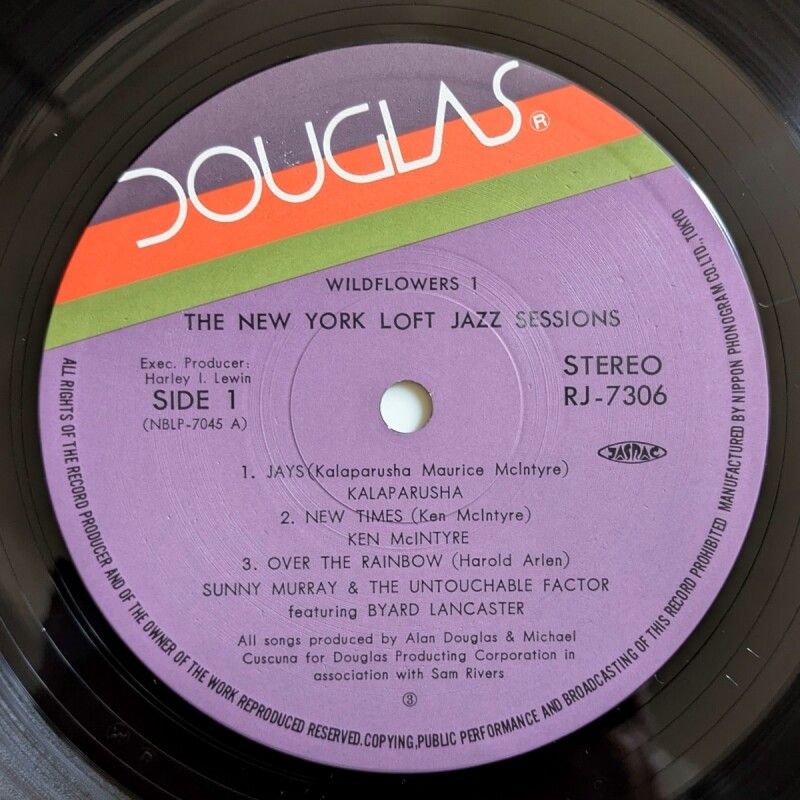 DOUGLAS®
WILDFLOWERS 1
THE NEW YORK LOFT JAZZ SESSIONS
Exec. Producer:
Harley I. Lewin
SIDE 1
(NBLP-7045 A)
STEREO
RJ-7306
JASRAC
1. JAYS(Kalaparusha Maurice McIntyre)
KALAPARUSHA
2. NEW TIMES (Ken McIntyre)
KEN McINTYRE
3. OVER THE RAINBOW (Harold Arlen)
SUNNY MURRAY & THE UNTOUCHABLE FACTOR
featuring BYARD LANCASTER
All songs produced by Alan Douglas & Michael
Cuscuna for Douglas Producting Corporation in
association with Sam Rivers
③
ALL RIGHTS OF THE RECORD PRODUCER AND OF THE OWNER OF THE WORK REPRODUCED RESERVED. COPYING, PUBLIC PERFORMANCE AND BROADCASTING OF THIS RECORD PROHIBITED MANUFACTURED BY NIPPON PHONOGRAM CO., LTD., TOKYO